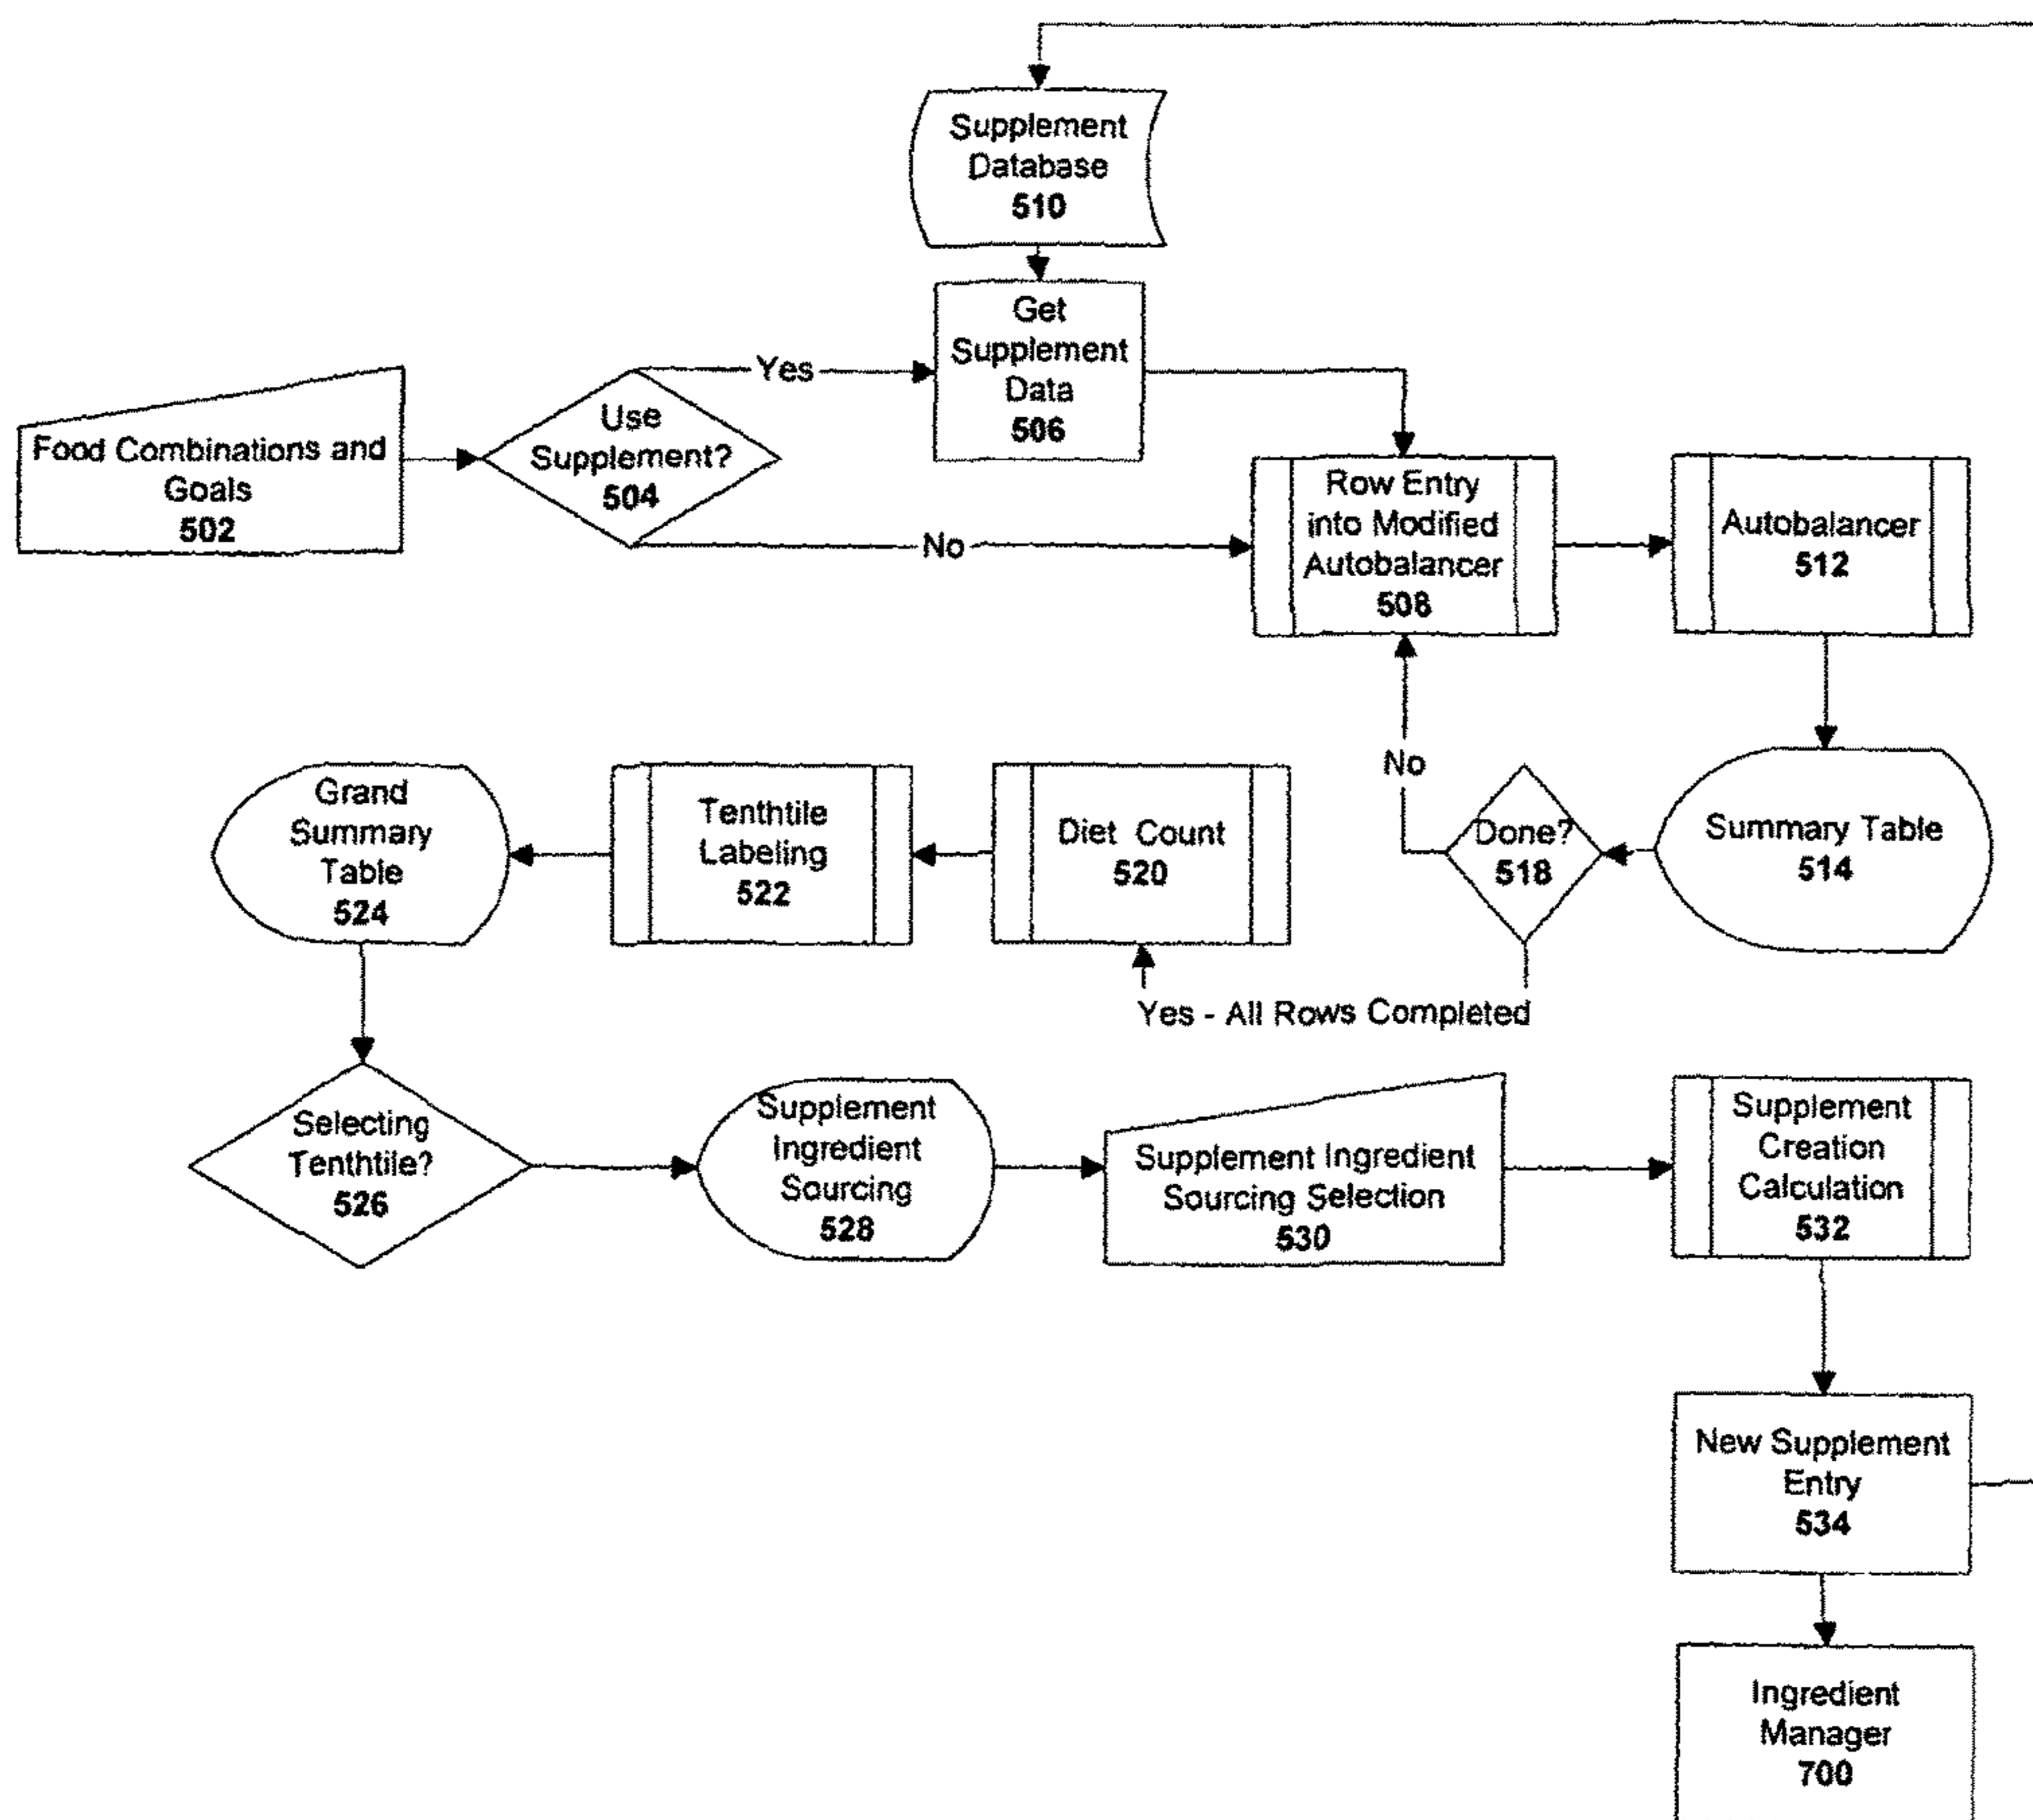 Supplement
Database
510
Get
Supplement
Data
506
Yes
Food Combinations and
Goals
502
Use
Supplement?
504
No
Row Entry
into Modified
Autobalancer
508
Autobalancer
512
No
Grand
Summary
Table
524
Tenthtile
Labeling
522
Diet Count
520
Done?
518
Summary Table
514
Yes - All Rows Completed
Selecting
Tenthtile?
526
Supplement
Ingredient
Sourcing
528
Supplement Ingredient
Sourcing Selection
530
Supplement
Creation
Calculation
532
New Supplement
Entry
534
Ingredient
Manager
700